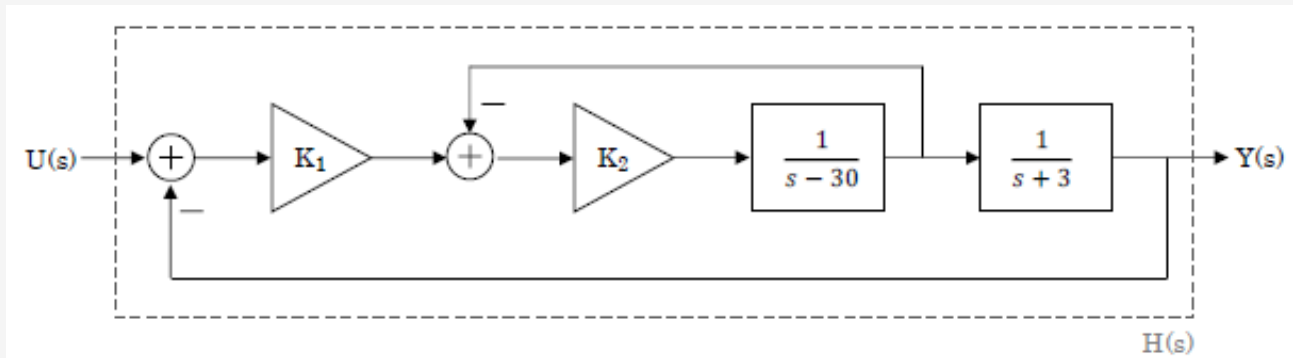 U(s)
+
−
K₁
−
+
K₂
1
s − 30
1
s + 3
Y(s)
H(s)